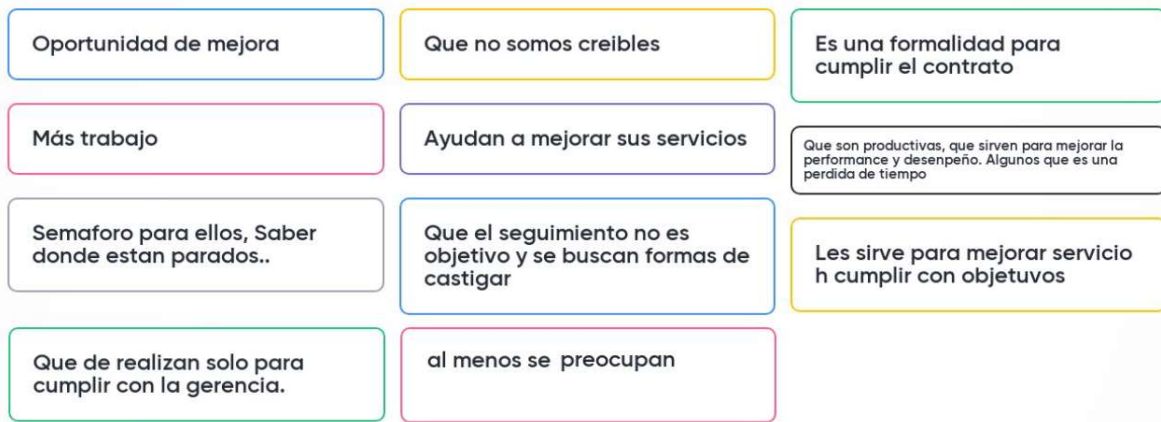 Oportunidad de mejora
Más trabajo
Semaforo para ellos, Saber
donde estan parados..
Que de realizan solo para
cumplir con la gerencia.
Que no somos creibles
Ayudan a mejorar sus servicios
Que el seguimiento no es
objetivo y se buscan formas de
castigar
al menos se preocupan
Es una formalidad para
cumplir el contrato
Que son productivas, que sirven para mejorar la
performance y desenpeño. Algunos que es una
perdida de tiempo
Les sirve para mejorar servicio
h cumplir con objetuvos